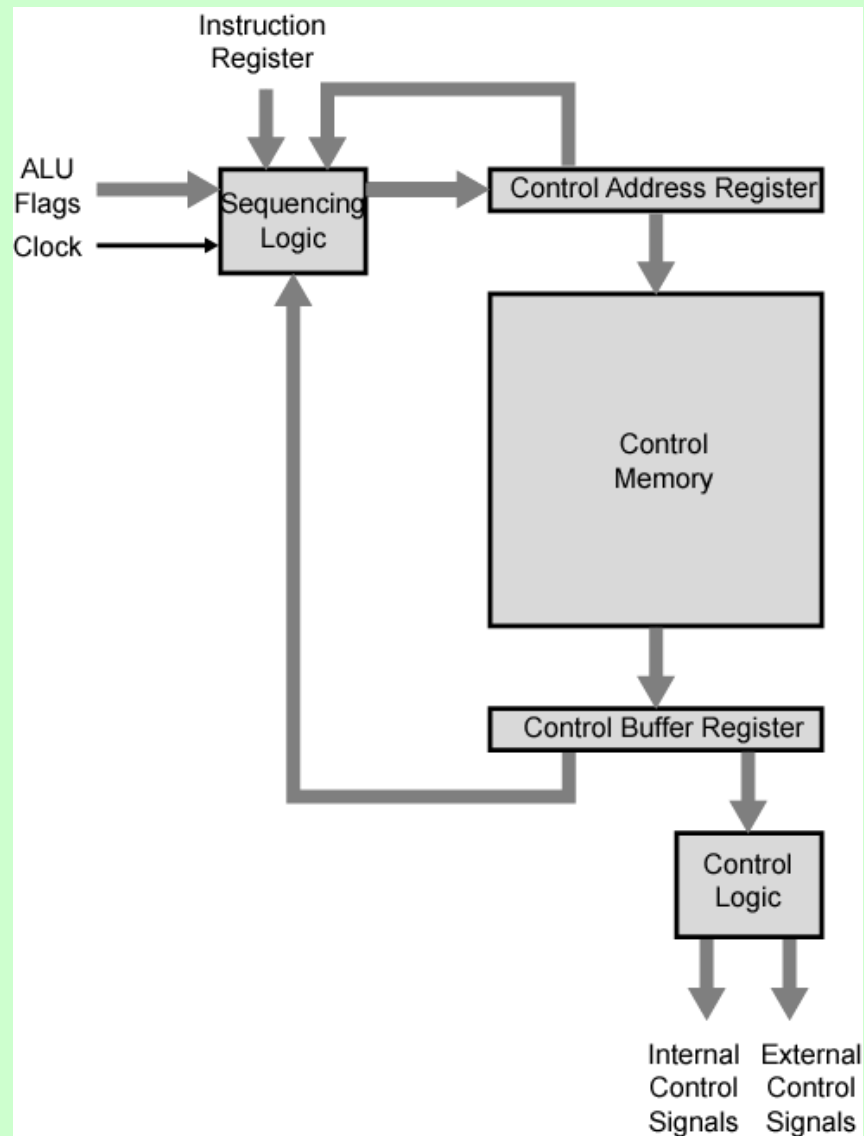 Instruction
Register
ALU
Flags
Clock
Sequencing
Logic
Control Address Register
Control
Memory
Control Buffer Register
Control
Logic
Internal
Control
Signals
External
Control
Signals